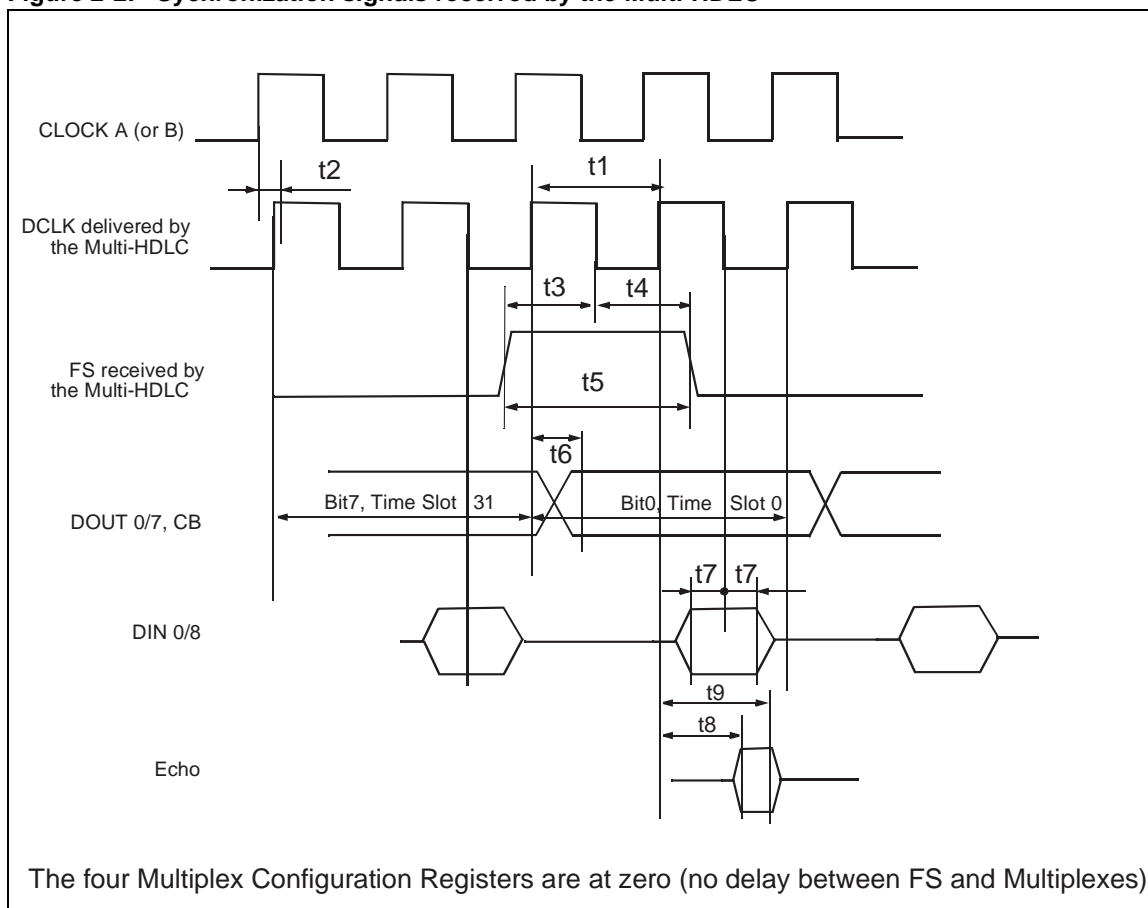 CLOCK A (or B)
t2
t1
DCLK delivered by
the Multi-HDLC
t3
t4
FS received by
the Multi-HDLC
t5
t6
Bit7, Time Slot 31
Bit0, Time Slot 0
DOUT 0/7, CB
t7
t7
DIN 0/8
t9
t8
Echo
The four Multiplex Configuration Registers are at zero (no delay between FS and Multiplexes)